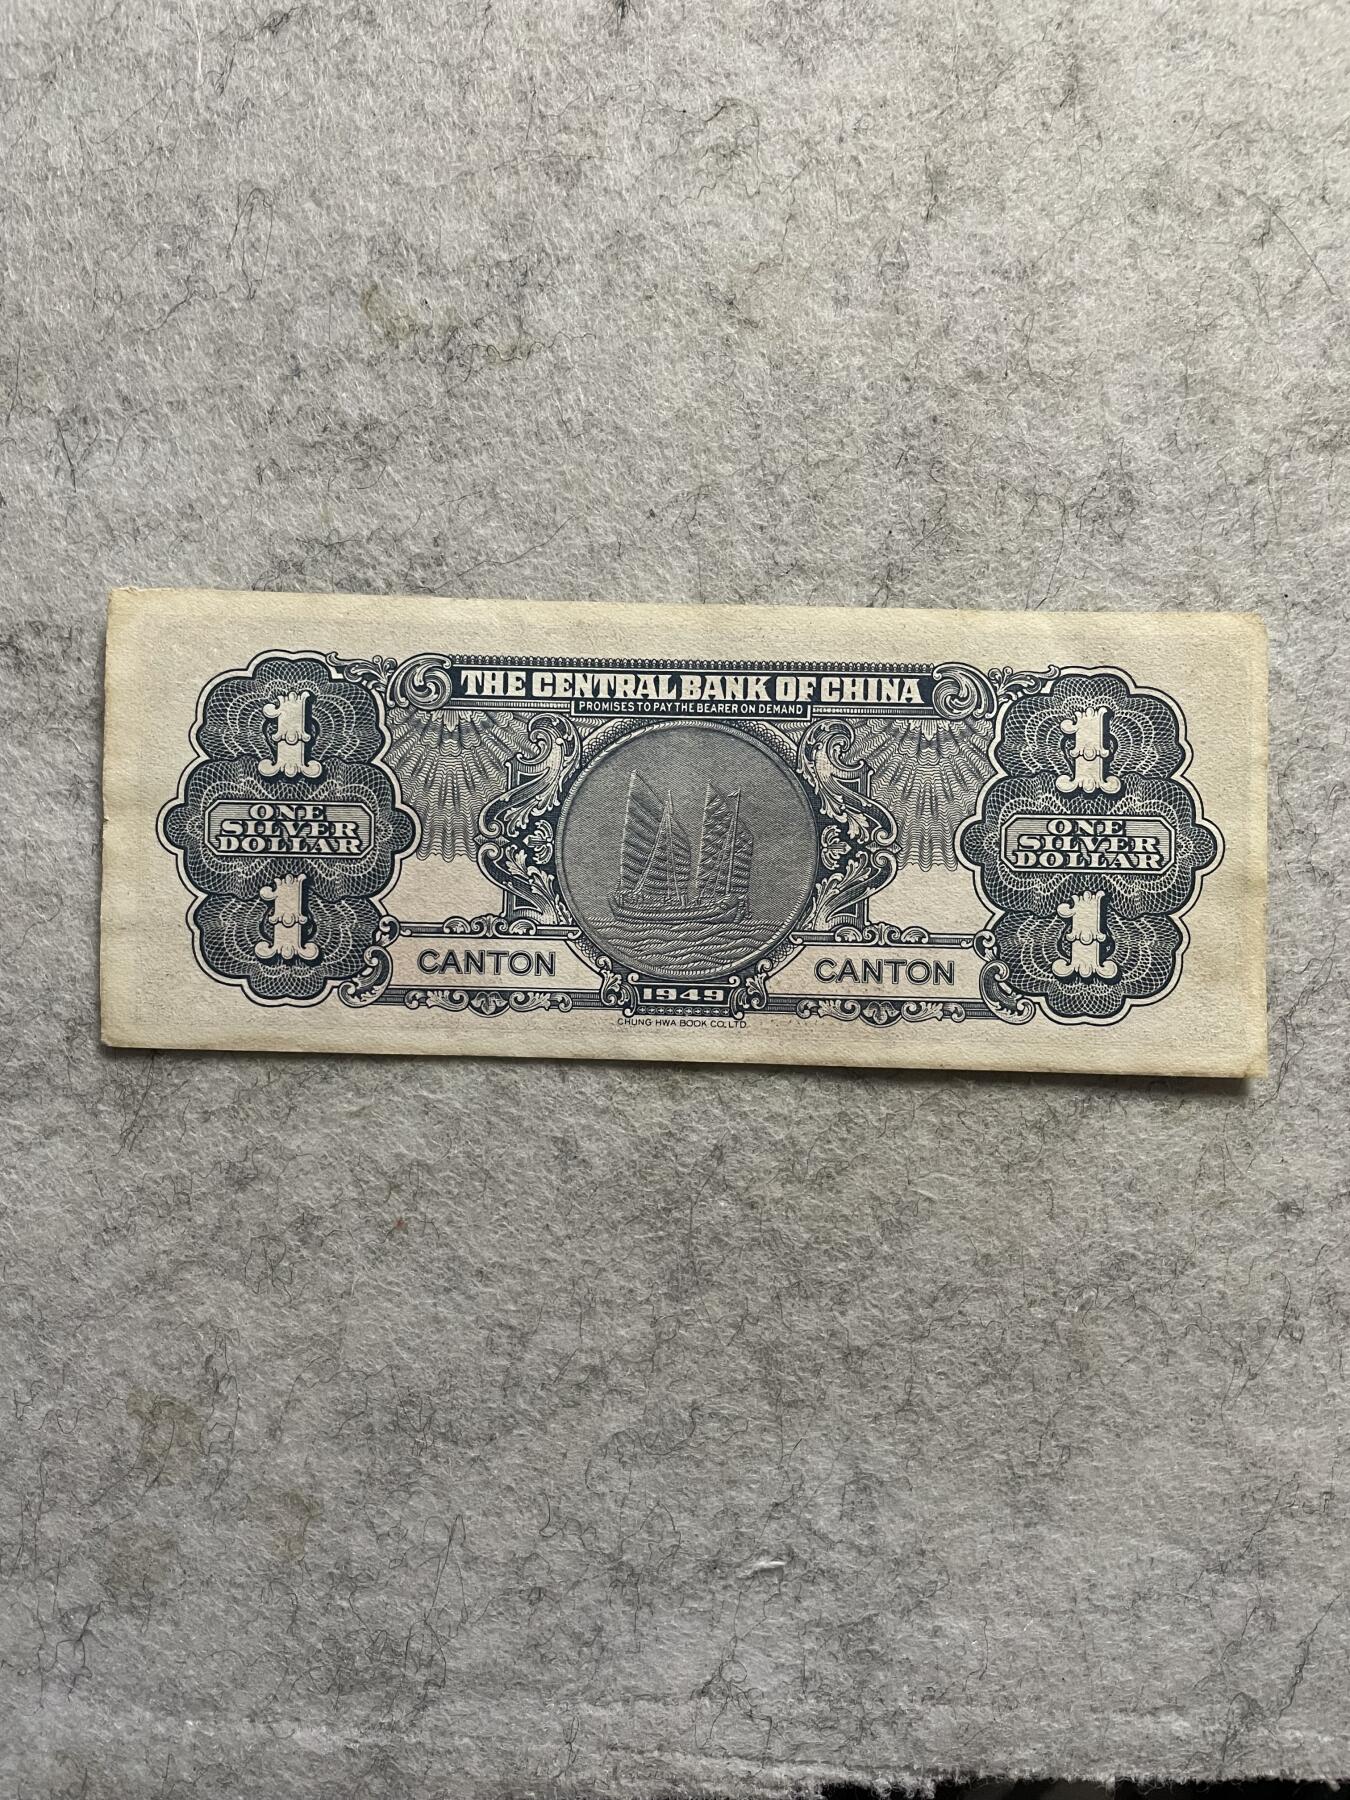 THE CENTRAL BANK OF CHINA
PROMISES TO PAY THE BEARER ON DEMAND
1
1
ONE
SILVER
DOLLAR
ONE
SILVER
DOLLAR
1
1
CANTON
CANTON
1949
CHUNG HWA BOOK CO. LTD.